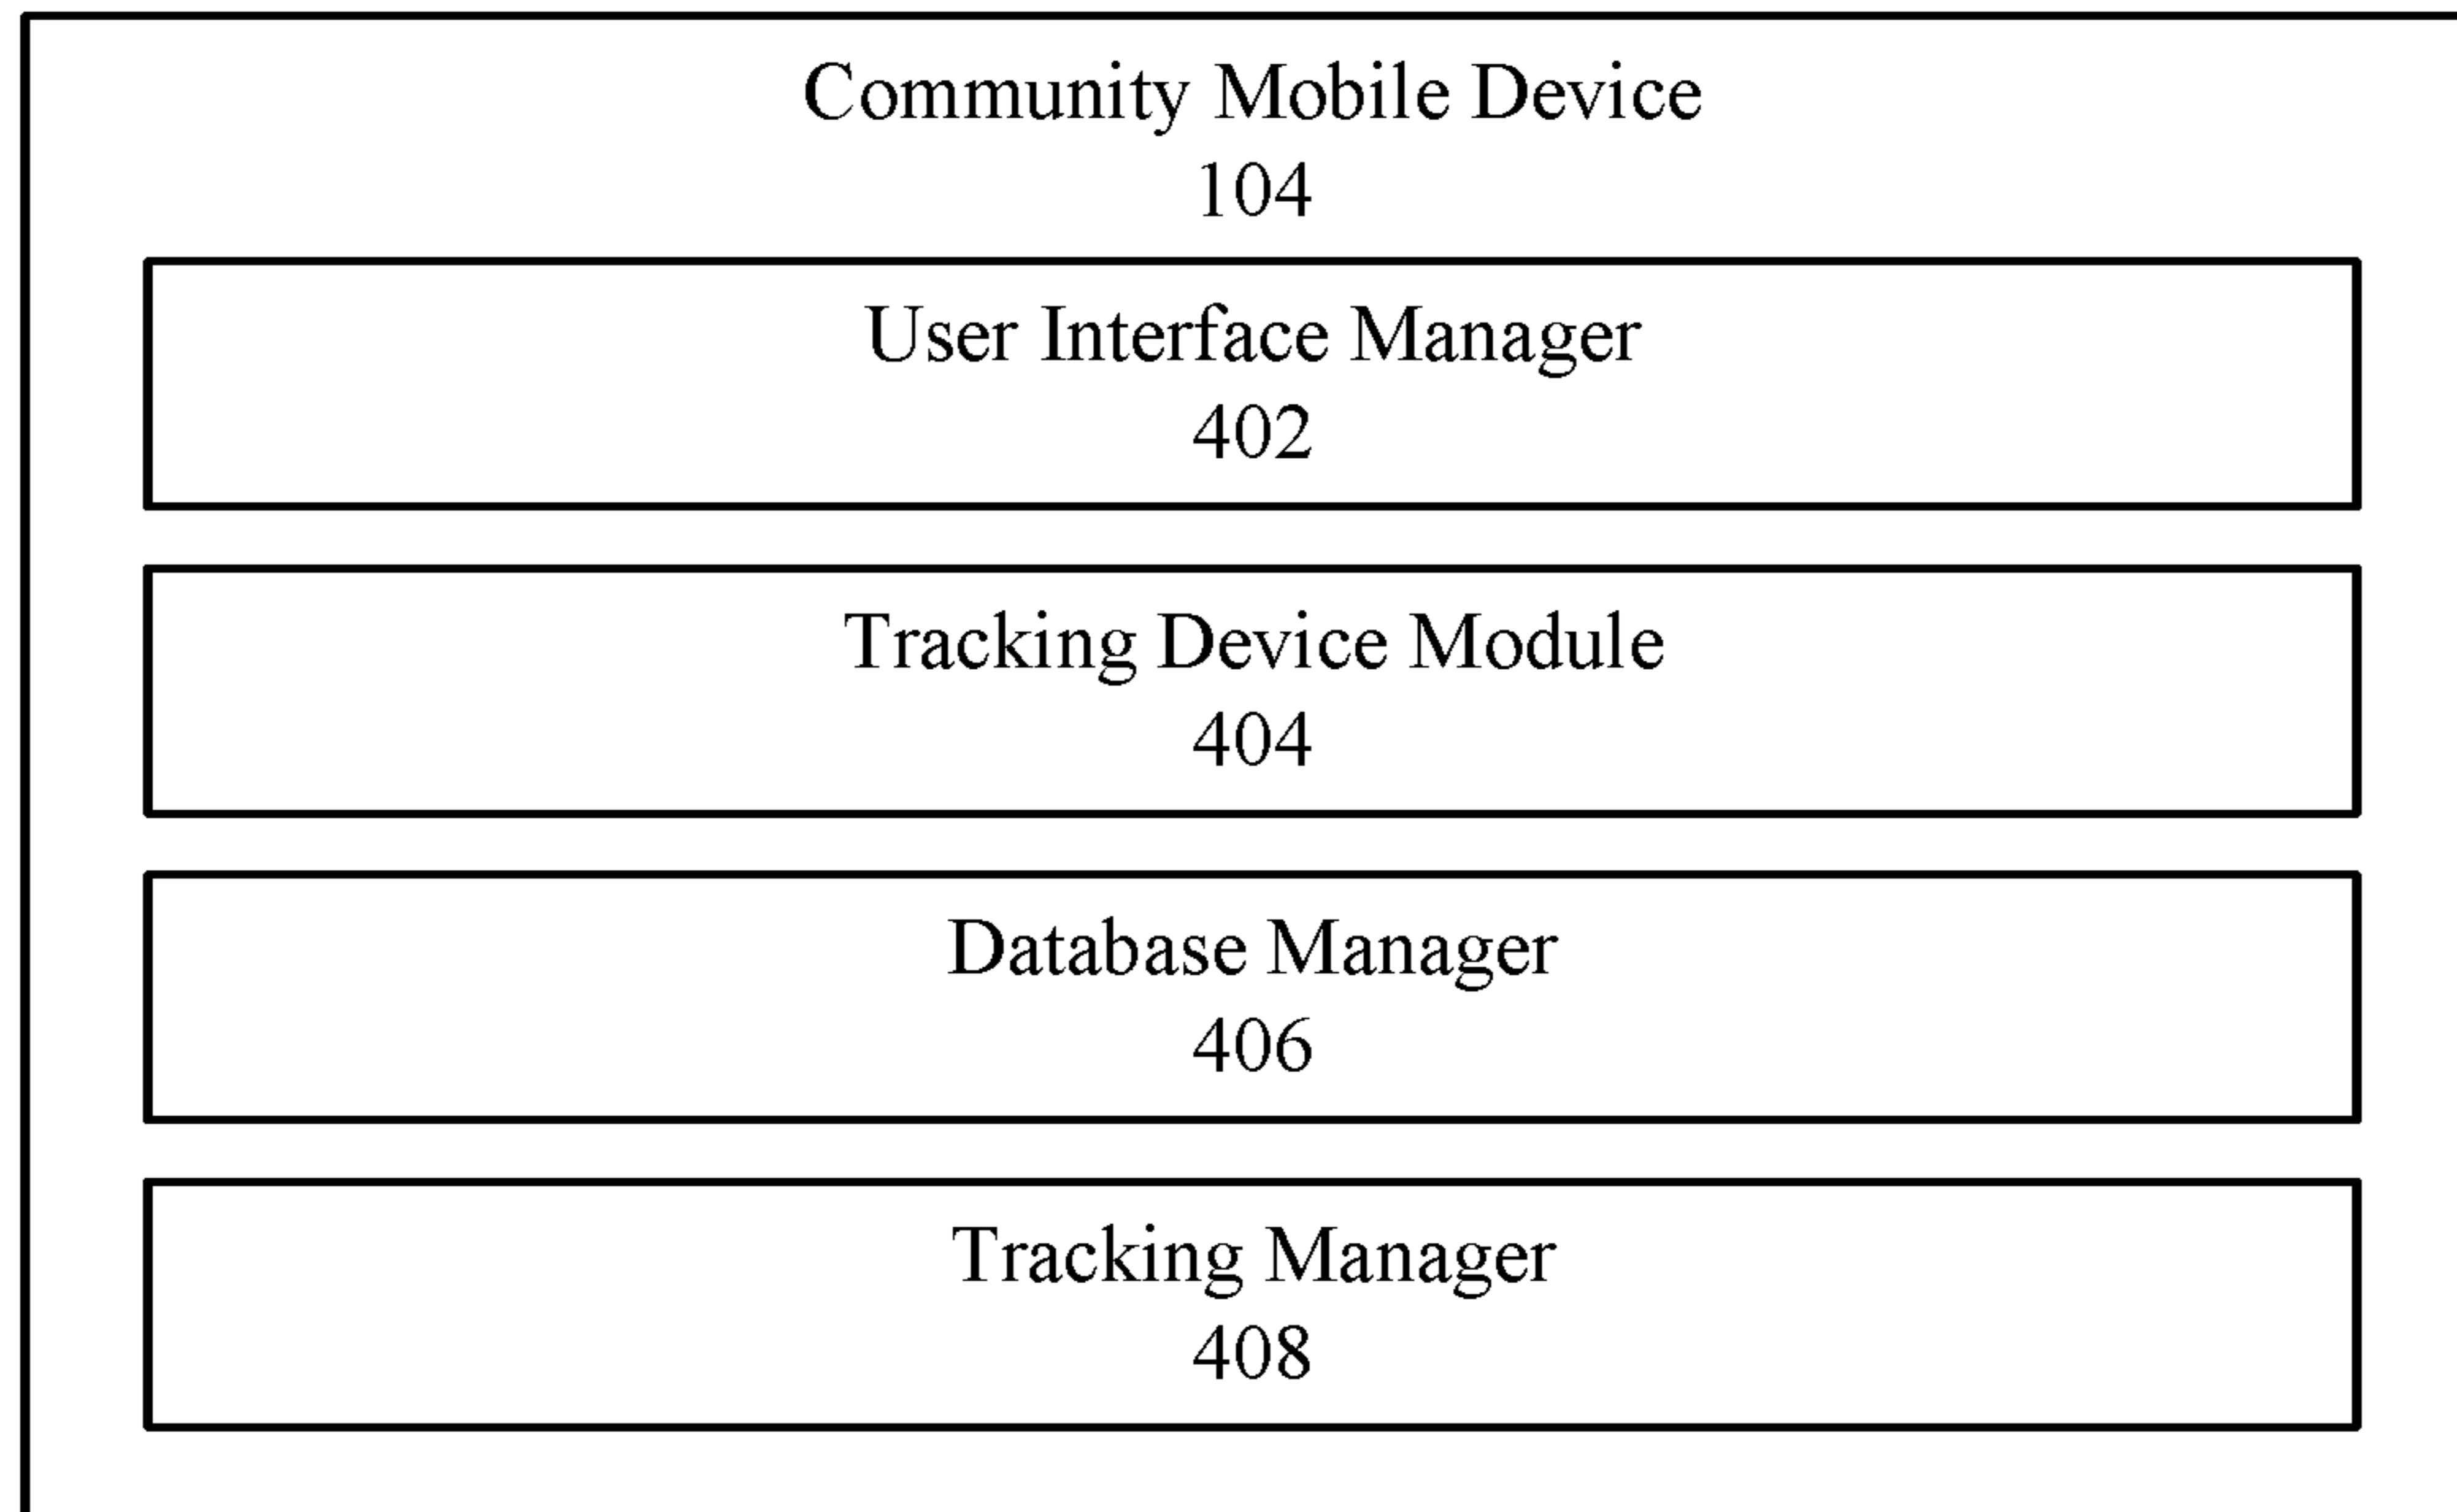 Community Mobile Device
104
User Interface Manager
402
Tracking Device Module
404
Database Manager
406
Tracking Manager
408